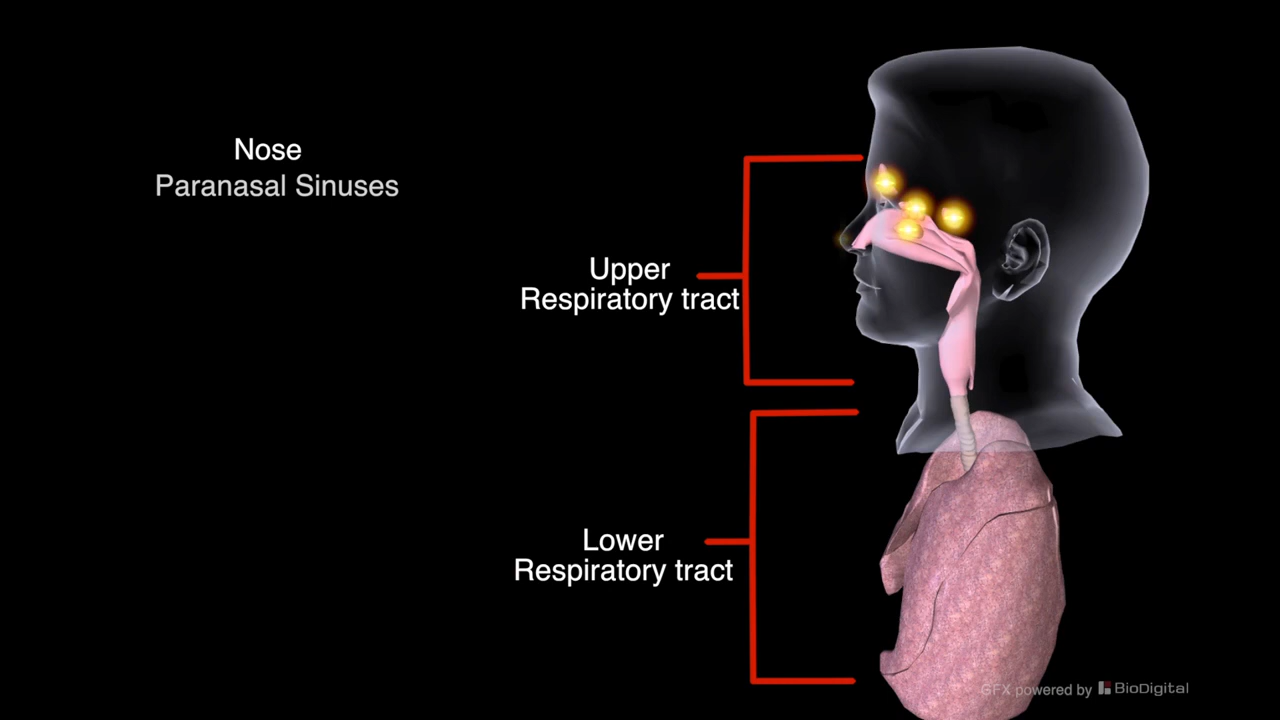 Nose
Paranasal Sinuses
Upper
Respiratory tract
Lower
Respiratory tract
GFX powered by BioDigital